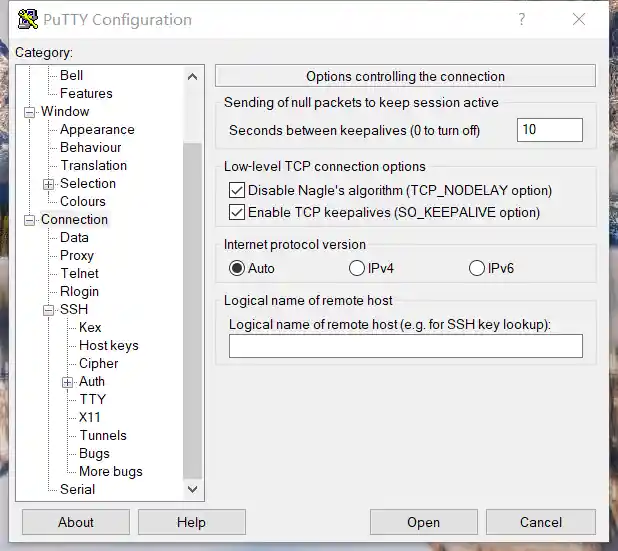 PuTTY Configuration
?
Category:
Bell
Features
Window
Appearance
Behaviour
Translation
Selection
Colours
Connection
Data
Proxy
Telnet
Rlogin
SSH
Kex
Host keys
Cipher
Auth
TTY
X11
Tunnels
Bugs
More bugs
Serial
Options controlling the connection
Sending of null packets to keep session active
Seconds between keepalives (0 to turn off) 10
Low-level TCP connection options
Disable Nagle's algorithm (TCP_NODELAY option)
Enable TCP keepalives (SO_KEEPALIVE option)
Internet protocol version
Auto IPv4 IPv6
Logical name of remote host
Logical name of remote host (e.g. for SSH key lookup):
About Help Open Cancel